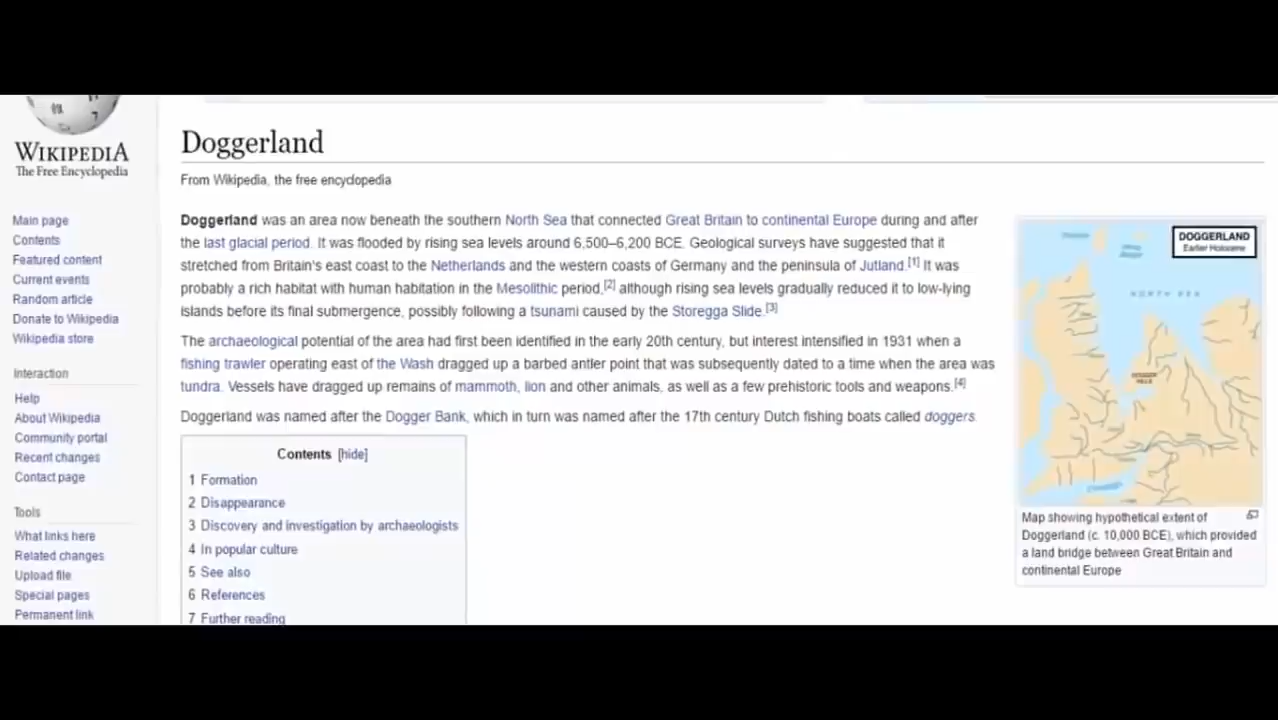 WIKIPEDIA
The Free Encyclopedia
Main page
Contents
Featured content
Current events
Random article
Donate to Wikipedia
Wikipedia store
Interaction
Help
About Wikipedia
Community portal
Recent changes
Contact page
Tools
What links here
Related changes
Upload file
Special pages
Permanent link
Doggerland
From Wikipedia, the free encyclopedia
Doggerland was an area now beneath the southern North Sea that connected Great Britain to continental Europe during and after
the last glacial period. It was flooded by rising sea levels around 6,500–6,200 BCE. Geological surveys have suggested that it
stretched from Britain's east coast to the Netherlands and the western coasts of Germany and the peninsula of Jutland.[1] It was
probably a rich habitat with human habitation in the Mesolithic period,[2] although rising sea levels gradually reduced it to low-lying
islands before its final submergence, possibly following a tsunami caused by the Storegga Slide.[3]
The archaeological potential of the area had first been identified in the early 20th century, but interest intensified in 1931 when a
fishing trawler operating east of the Wash dragged up a barbed antler point that was subsequently dated to a time when the area was
tundra. Vessels have dragged up remains of mammoth, lion and other animals, as well as a few prehistoric tools and weapons.[4]
Doggerland was named after the Dogger Bank, which in turn was named after the 17th century Dutch fishing boats called doggers.
Contents [hide]
1 Formation
2 Disappearance
3 Discovery and investigation by archaeologists
4 In popular culture
5 See also
6 References
7 Further reading
DOGGERLAND
Earlier Holocene
NORTH SEA
Map showing hypothetical extent of
Doggerland (c. 10,000 BCE), which provided
a land bridge between Great Britain and
continental Europe